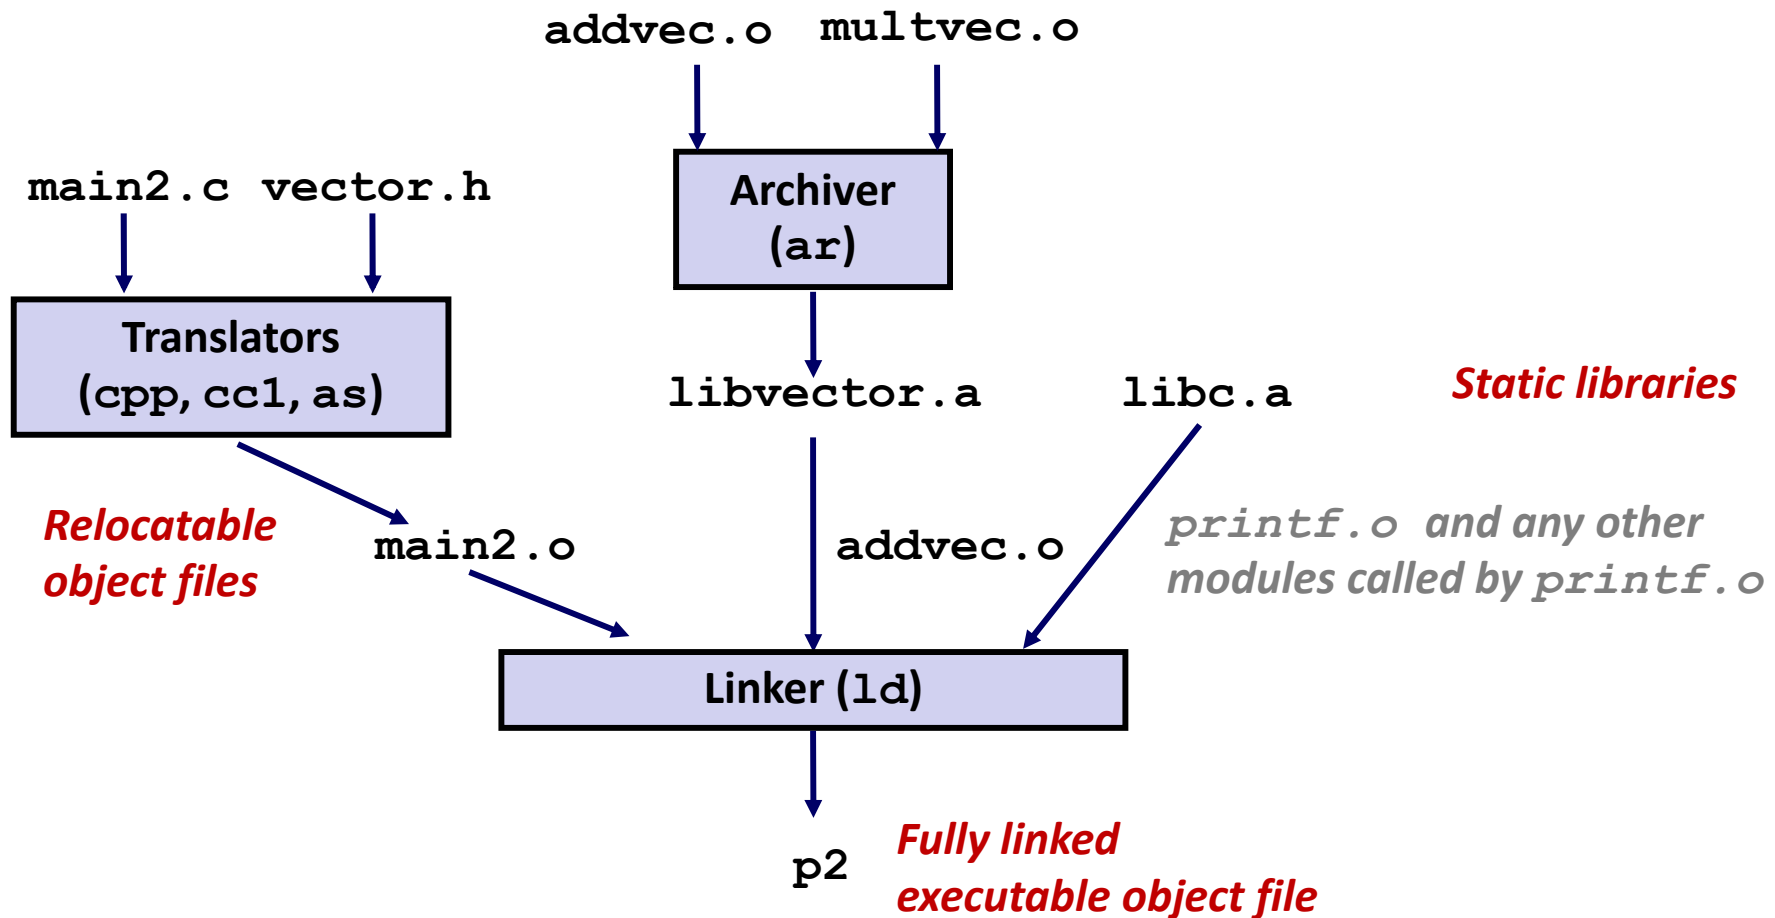 addvec.o multvec.o
main2.c vector.h
Archiver
(ar)
Translators
(cpp, cc1, as)
libvector.a
libc.a
Static libraries
Relocatable
object files
main2.o
addvec.o
printf.o and any other
modules called by printf.o
Linker (ld)
p2
Fully linked
executable object file